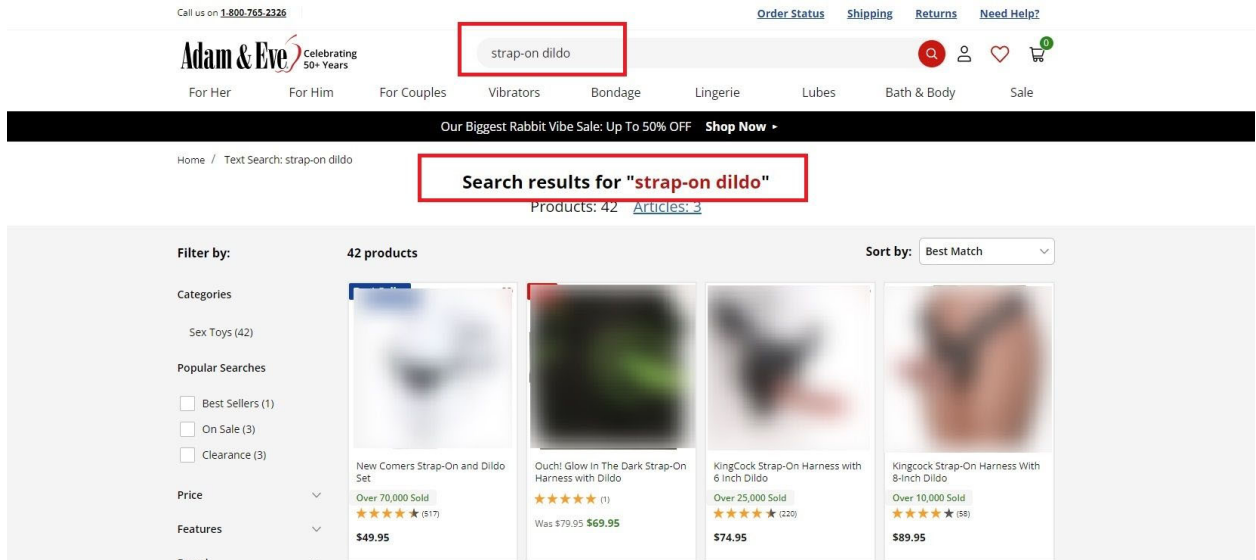 Call us on 1-800-765-2326
Order Status Shipping Returns Need Help?
Adam & Eve Celebrating
50+ Years
strap-on dildo
0
For Her For Him For Couples Vibrators Bondage Lingerie Lubes Bath & Body Sale
Our Biggest Rabbit Vibe Sale: Up To 50% OFF Shop Now
Home / Text Search: strap-on dildo
Search results for "strap-on dildo"
Products: 42 Articles: 3
Filter by:
42 products
Sort by: Best Match
Categories
Sex Toys (42)
Popular Searches
Best Sellers (1)
On Sale (3)
Clearance (3)
Price
Features
New Comers Strap-On and Dildo
Set
Over 70,000 Sold
(517)
$49.95
Ouch! Glow In The Dark Strap-On
Harness with Dildo
(1)
Was $79.95 $69.95
KingCock Strap-On Harness with
6 Inch Dildo
Over 25,000 Sold
(220)
$74.95
Kingcock Strap-On Harness With
8-Inch Dildo
Over 10,000 Sold
(58)
$89.95